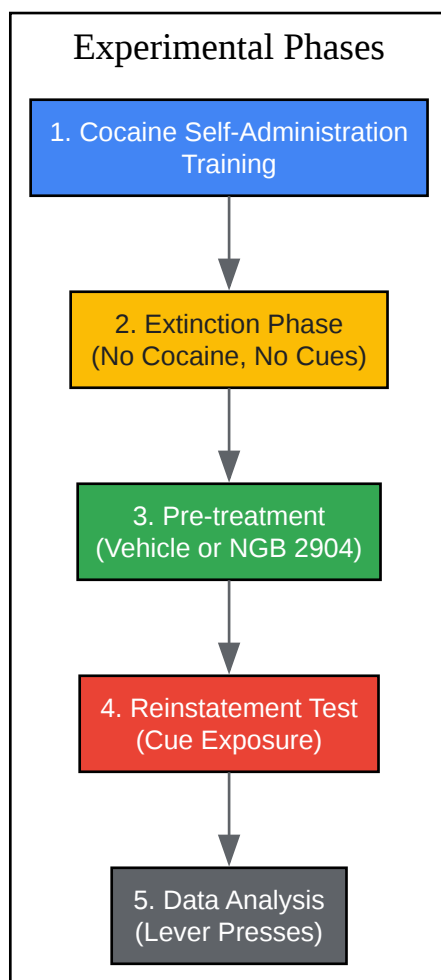 Experimental Phases
1. Cocaine Self-Administration
Training
2. Extinction Phase
(No Cocaine, No Cues)
3. Pre-treatment
(Vehicle or NGB 2904)
4. Reinstatement Test
(Cue Exposure)
5. Data Analysis
(Lever Presses)